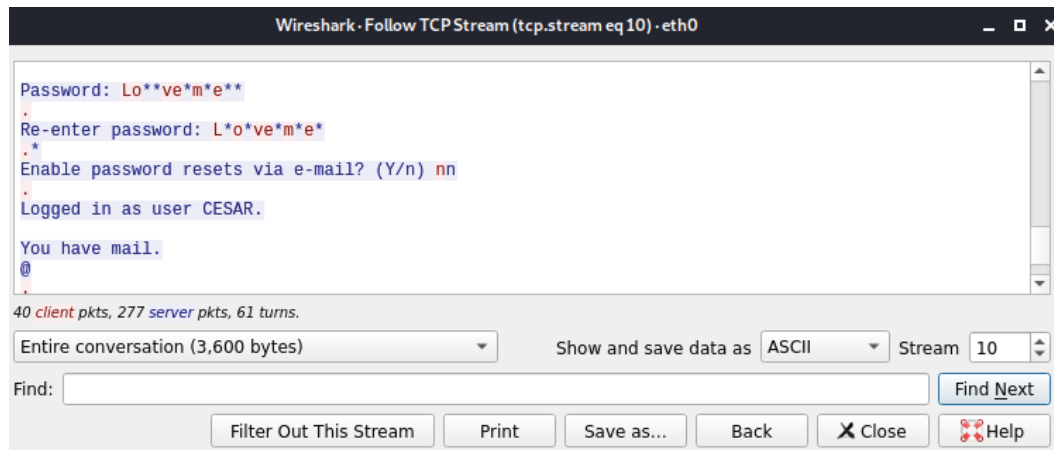 Wireshark · Follow TCP Stream (tcp.stream eq 10) · eth0
Password: Lo**ve*m*e**
.
Re-enter password: L*o*ve*m*e*
.*
Enable password resets via e-mail? (Y/n) nn
.
Logged in as user CESAR.
You have mail.
@
.
40 client pkts, 277 server pkts, 61 turns.
Entire conversation (3,600 bytes) Show and save data as ASCII Stream 10
Find: Find Next
Filter Out This Stream Print Save as... Back Close Help